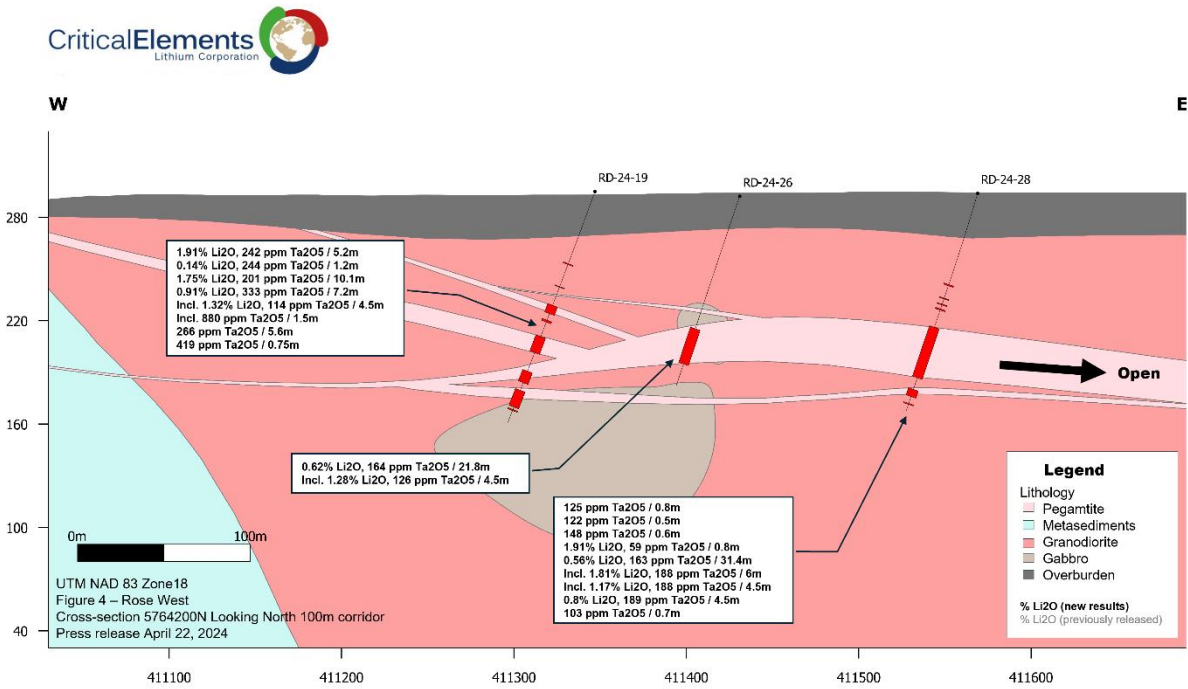 CriticalElements
Lithium Corporation
W
E
RD-24-19
RD-24-26
RD-24-28
280
220
160
100
40
1.91% Li2O, 242 ppm Ta2O5 / 5.2m
0.14% Li2O, 244 ppm Ta2O5 / 1.2m
1.75% Li2O, 201 ppm Ta2O5 / 10.1m
0.91% Li2O, 333 ppm Ta2O5 / 7.2m
Incl. 1.32% Li2O, 114 ppm Ta2O5 / 4.5m
Incl. 880 ppm Ta2O5 / 1.5m
266 ppm Ta2O5 / 5.6m
419 ppm Ta2O5 / 0.75m
Open
0.62% Li2O, 164 ppm Ta2O5 / 21.8m
Incl. 1.28% Li2O, 126 ppm Ta2O5 / 4.5m
125 ppm Ta2O5 / 0.8m
122 ppm Ta2O5 / 0.5m
148 ppm Ta2O5 / 0.6m
1.91% Li2O, 59 ppm Ta2O5 / 0.8m
0.56% Li2O, 163 ppm Ta2O5 / 31.4m
Incl. 1.81% Li2O, 188 ppm Ta2O5 / 6m
Incl. 1.17% Li2O, 188 ppm Ta2O5 / 4.5m
0.8% Li2O, 189 ppm Ta2O5 / 4.5m
103 ppm Ta2O5 / 0.7m
Legend
Lithology
Pegamtite
Metasediments
Granodiorite
Gabbro
Overburden
% Li2O (new results)
% Li2O (previously released)
0m 100m
UTM NAD 83 Zone18
Figure 4 – Rose West
Cross-section 5764200N Looking North 100m corridor
Press release April 22, 2024
411100 411200 411300 411400 411500 411600